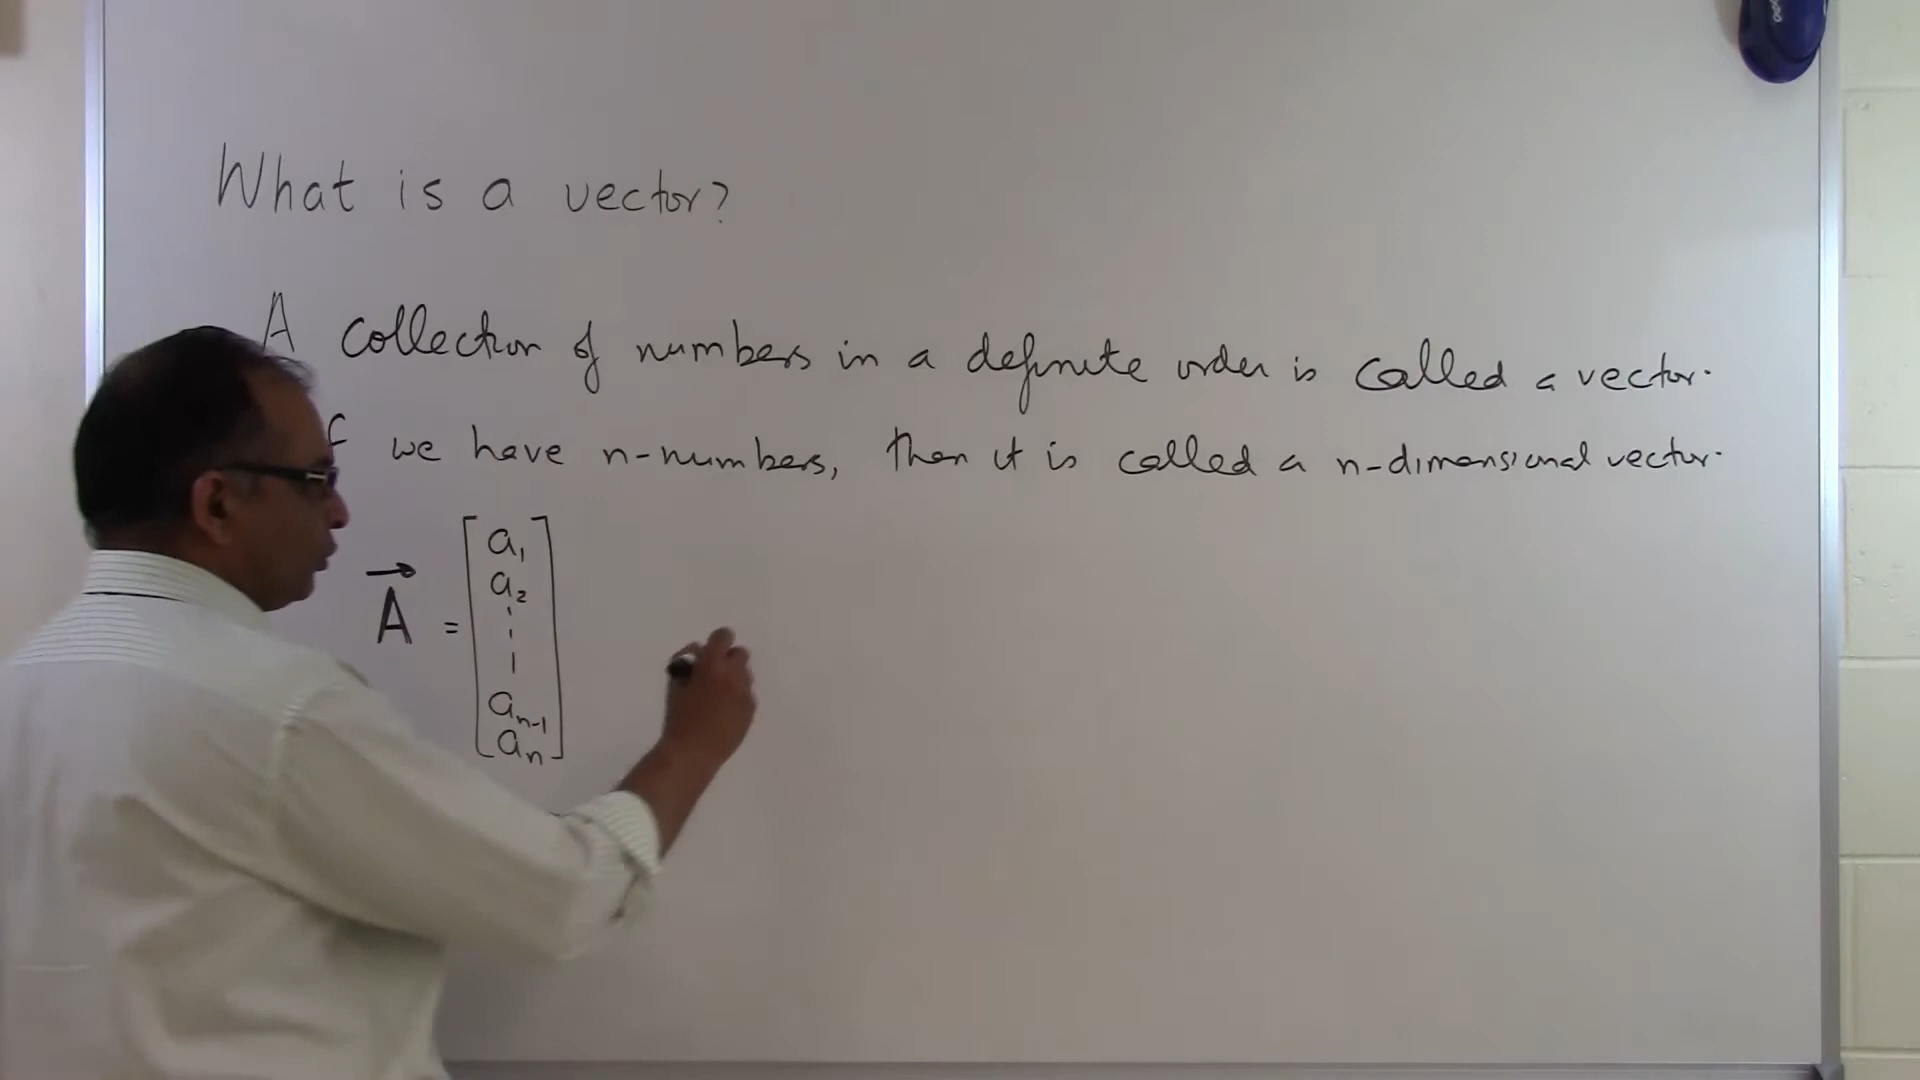 What is a vector?
A collection of numbers in a definite order is called a vector.
f we have n-numbers, then it is called a n-dimensional vector.
a₁
a₂
A⃗ =
aₙ₋₁
aₙ